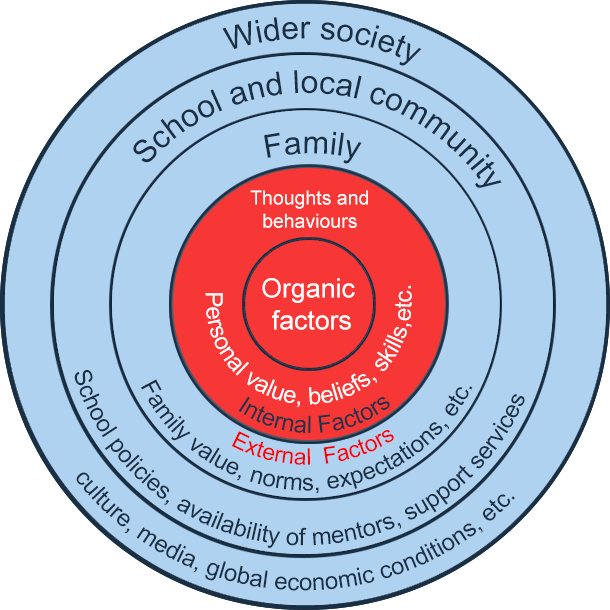 Wider society
School and local community
Family
Thoughts and
behaviours
Organic
factors
Personal value, beliefs, skills,etc.
Internal Factors
External Factors
Family value, norms, expectations, etc.
School policies, availability of mentors, support services
culture, media, global economic conditions, etc.